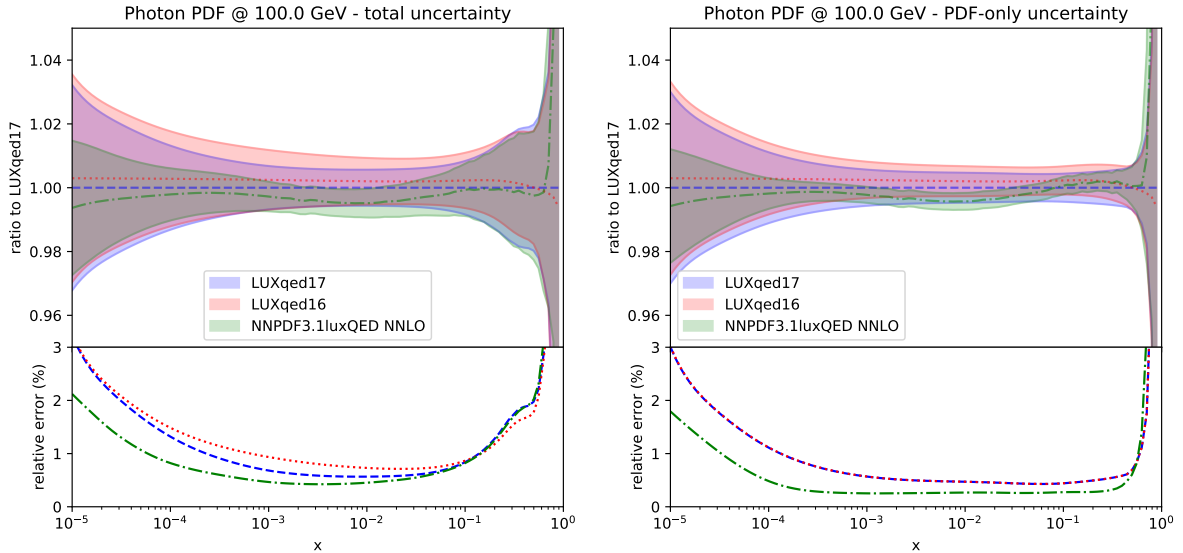 Photon PDF @ 100.0 GeV - total uncertainty
ratio to LUXqed17
1.04
1.02
1.00
0.98
0.96
LUXqed17
LUXqed16
NNPDF3.1luxQED NNLO
relative error (%)
3
2
1
0
10⁻⁵ 10⁻⁴ 10⁻³ 10⁻² 10⁻¹ 10⁰
x
Photon PDF @ 100.0 GeV - PDF-only uncertainty
ratio to LUXqed17
1.04
1.02
1.00
0.98
0.96
LUXqed17
LUXqed16
NNPDF3.1luxQED NNLO
relative error (%)
3
2
1
0
10⁻⁵ 10⁻⁴ 10⁻³ 10⁻² 10⁻¹ 10⁰
x